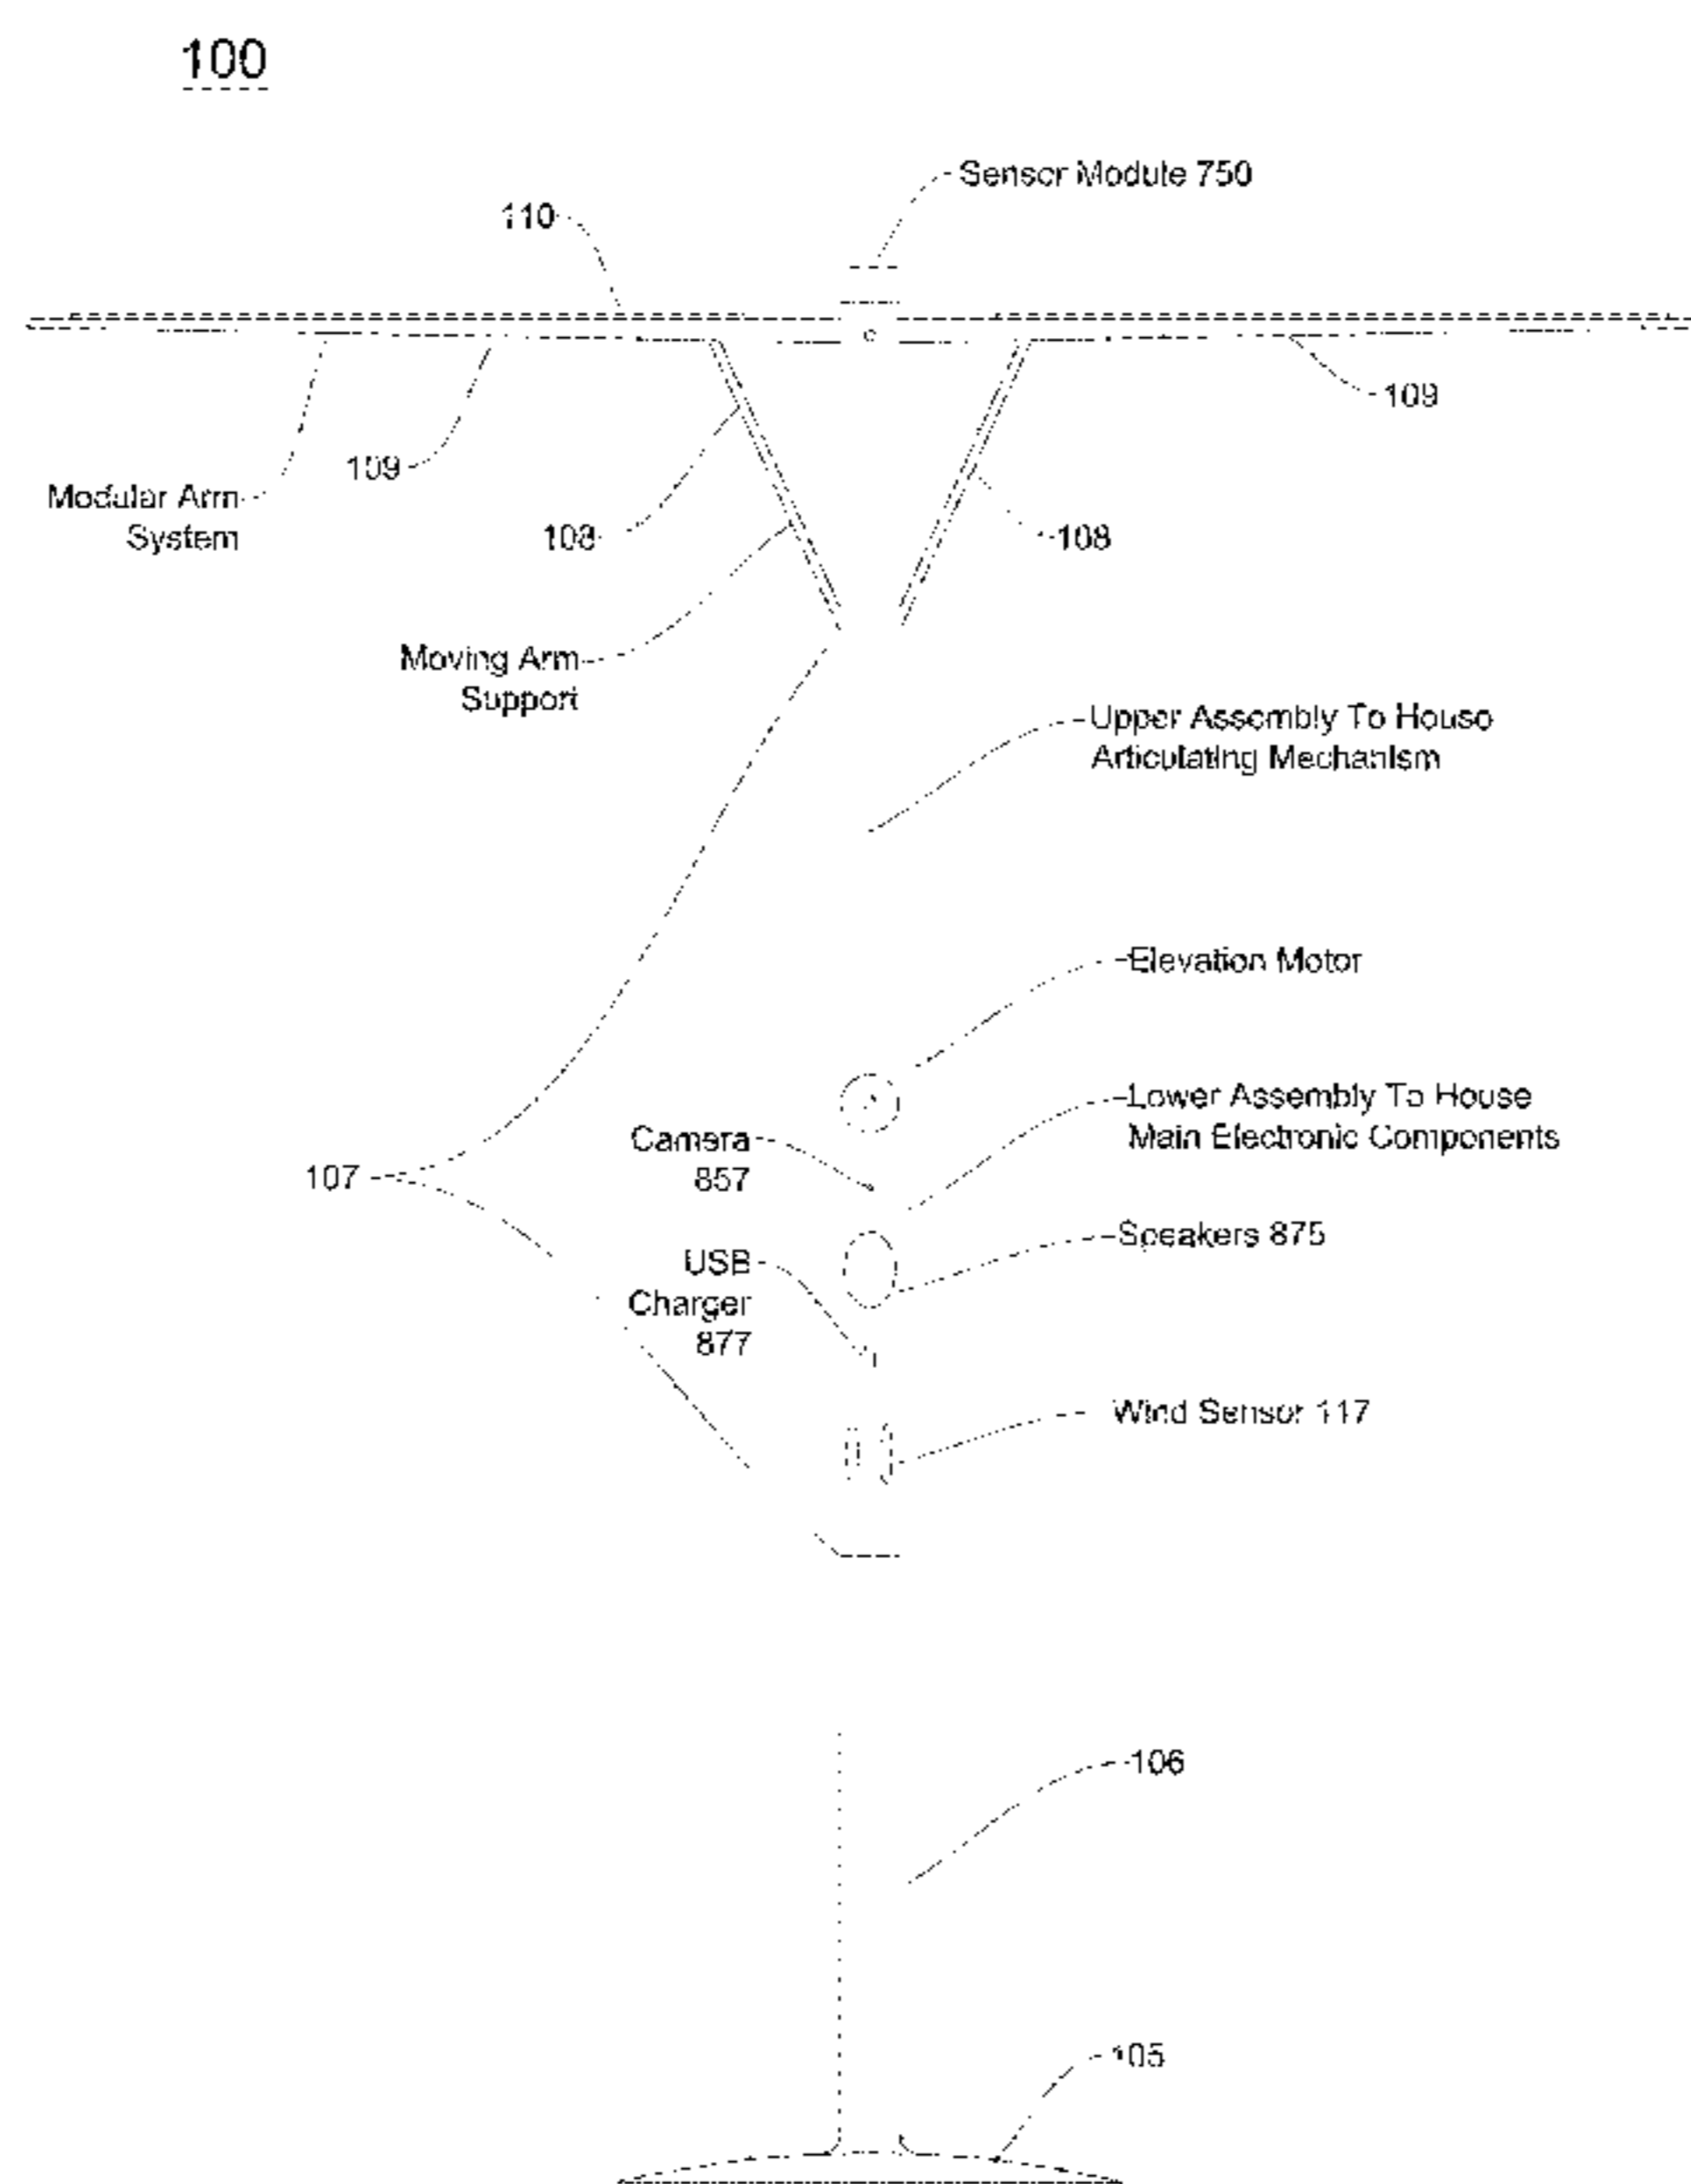 100
Sensor Module 750
110
109
109
Modular Arm
System
108
108
Moving Arm
Support
Upper Assembly To House
Articulating Mechanism
Elevation Motor
Lower Assembly To House
Main Electronic Components
Camera
857
107
Speakers 875
USB
Charger
877
Wind Sensor 117
106
105